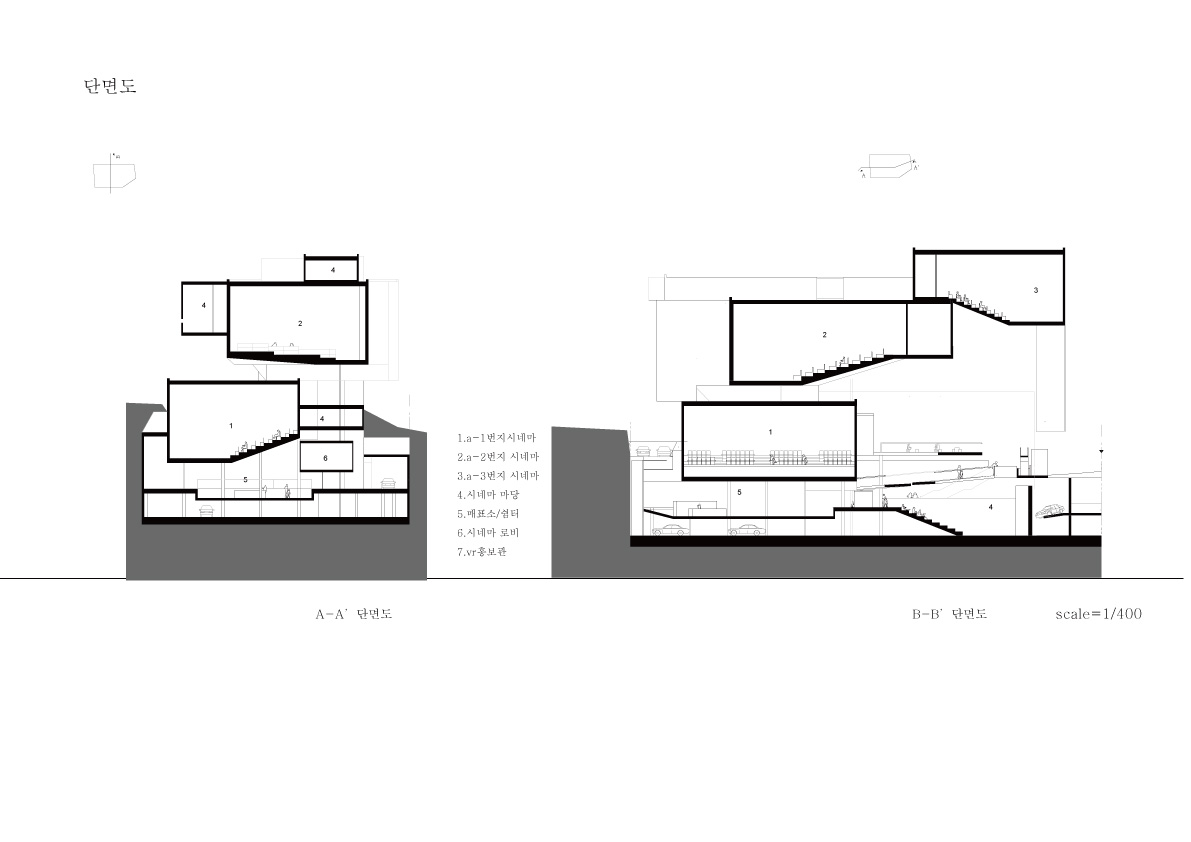 단면도
A
A'
4
4
2
1
4
6
5
3
2
1
5
6
4
1.a-1번지시네마
2.a-2번지 시네마
3.a-3번지 시네마
4.시네마 마당
5.매표소/쉼터
6.시네마 로비
7.vr홍보관
A-A' 단면도
B-B' 단면도
scale=1/400